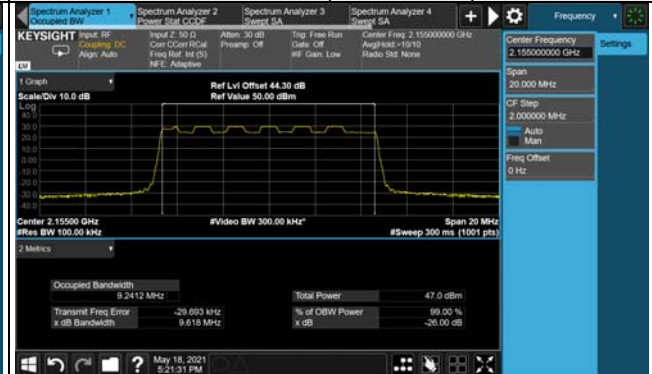 Spectrum Analyzer 1
Occupied BW
Spectrum Analyzer 2
Power Stat CCDF
Spectrum Analyzer 3
Swept SA
Spectrum Analyzer 4
Swept SA
Frequency
KEYSIGHT
Input: RF
Coupling: DC
Align: Auto
Input Z: 50 Ω
Corr CCorr RCal
Freq Ref: Int (S)
NFE: Adaptive
Atten: 30 dB
Preamp: Off
Trig: Free Run
Gate: Off
#IF Gain: Low
Center Freq: 2.155000000 GHz
Avg|Hold:>10/10
Radio Std: None
LXI
Center Frequency
2.155000000 GHz
Settings
Span
20.000 MHz
CF Step
2.000000 MHz
Auto
Man
Freq Offset
0 Hz
1 Graph
Scale/Div 10.0 dB
Ref Lvl Offset 44.30 dB
Ref Value 50.00 dBm
Log
40.0
30.0
20.0
10.0
0.00
-10.0
-20.0
-30.0
-40.0
Center 2.15500 GHz
#Res BW 100.00 kHz
#Video BW 300.00 kHz*
Span 20 MHz
#Sweep 300 ms (1001 pts)
2 Metrics
Occupied Bandwidth
9.2412 MHz
Total Power 47.0 dBm
Transmit Freq Error -29.693 kHz
% of OBW Power 99.00 %
x dB Bandwidth 9.618 MHz
x dB -26.00 dB
May 18, 2021
5:21:31 PM